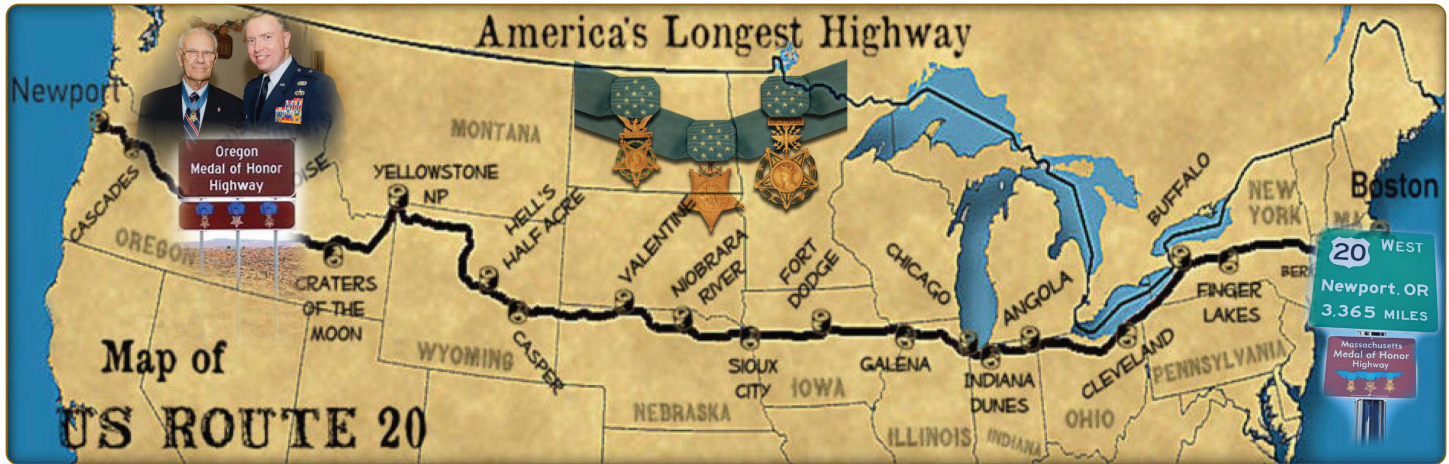 America's Longest Highway
Newport
Oregon
Medal of Honor
Highway
MONTANA
YELLOWSTONE
NP
CASCADES
OREGON
CRATERS
OF THE
MOON
HELL'S
HALF ACRE
VALENTINE
NIOBRARA
RIVER
FORT
DODGE
CHICAGO
ANGOLA
BUFFALO
NEW
YORK
MA
Boston
20 WEST
Newport, OR
3,365 MILES
Massachusetts
Medal of Honor
Highway
FINGER
LAKES
CLEVELAND
PENNSYLVANIA
WYOMING
CASPER
SIOUX
CITY
IOWA
GALENA
INDIANA
DUNES
OHIO
NEBRASKA
ILLINOIS
INDIANA
Map of
US ROUTE 20